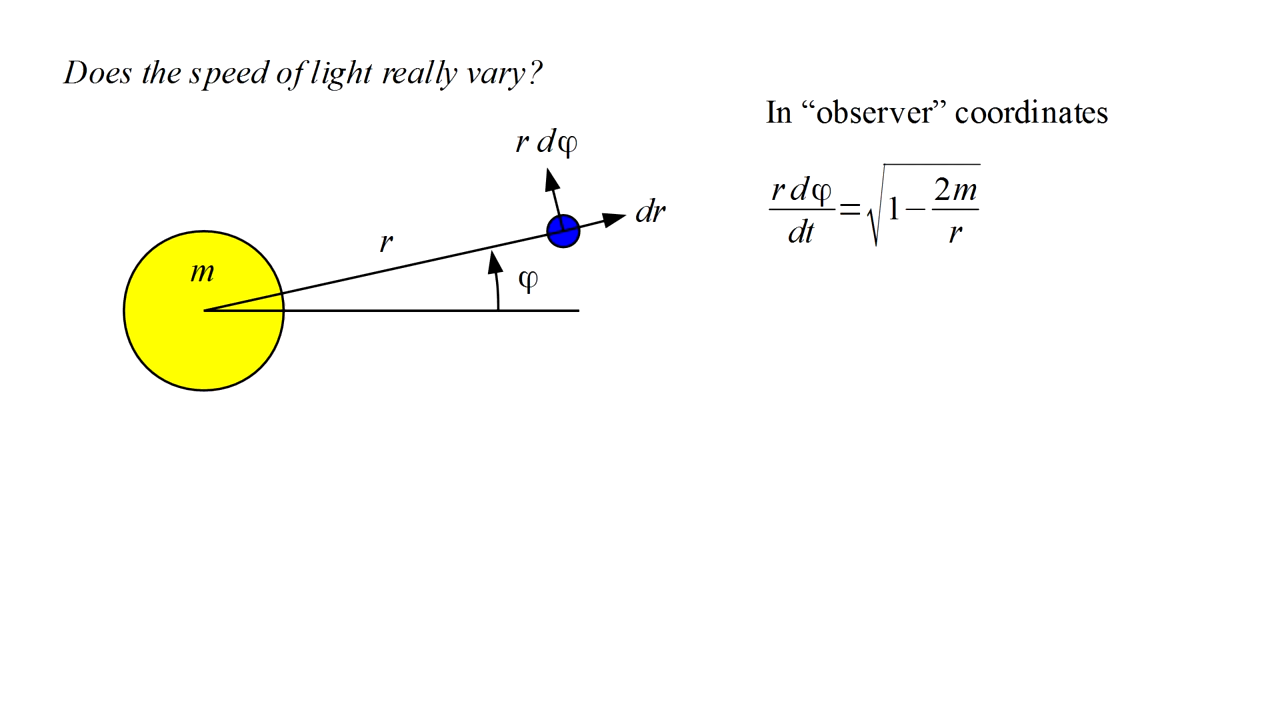 Does the speed of light really vary?
In “observer” coordinates
r dφ
dr
r
φ
m
r dφ / dt = √(1 − 2m / r)